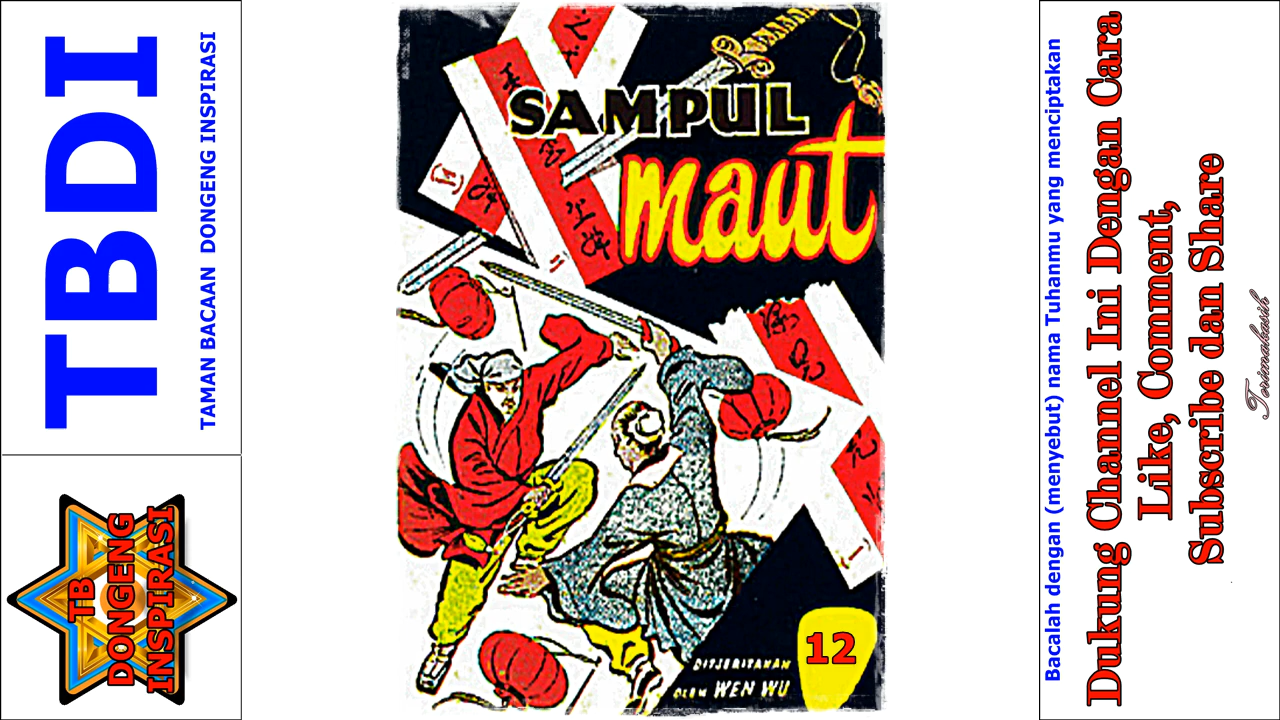 TBDI
TAMAN BACAAN DONGENG INSPIRASI
TB
DONGENG
INSPIRASI
SAMPUL
maut
12
DITJERITAKAN
OLEH WEN WU
Bacalah dengan (menyebut) nama Tuhanmu yang menciptakan
Dukung Channel Ini Dengan Cara
Like, Comment,
Subscribe dan Share
Terimakasih